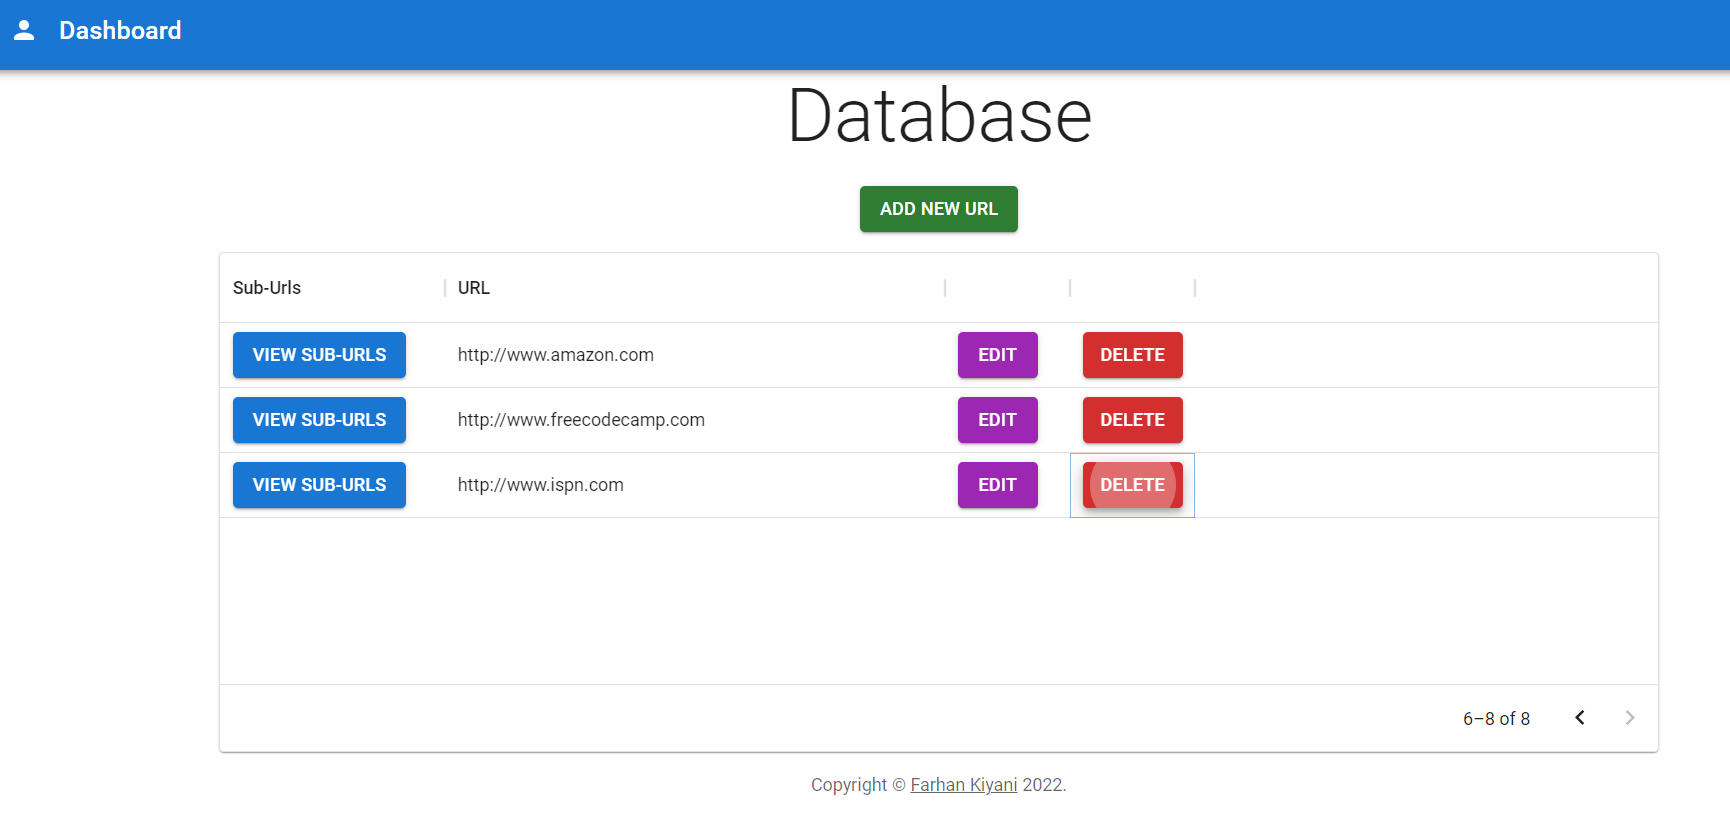 Dashboard
Database
ADD NEW URL
Sub-Urls URL
VIEW SUB-URLS http://www.amazon.com EDIT DELETE
VIEW SUB-URLS http://www.freecodecamp.com EDIT DELETE
VIEW SUB-URLS http://www.ispn.com EDIT DELETE
6–8 of 8
Copyright © Farhan Kiyani 2022.